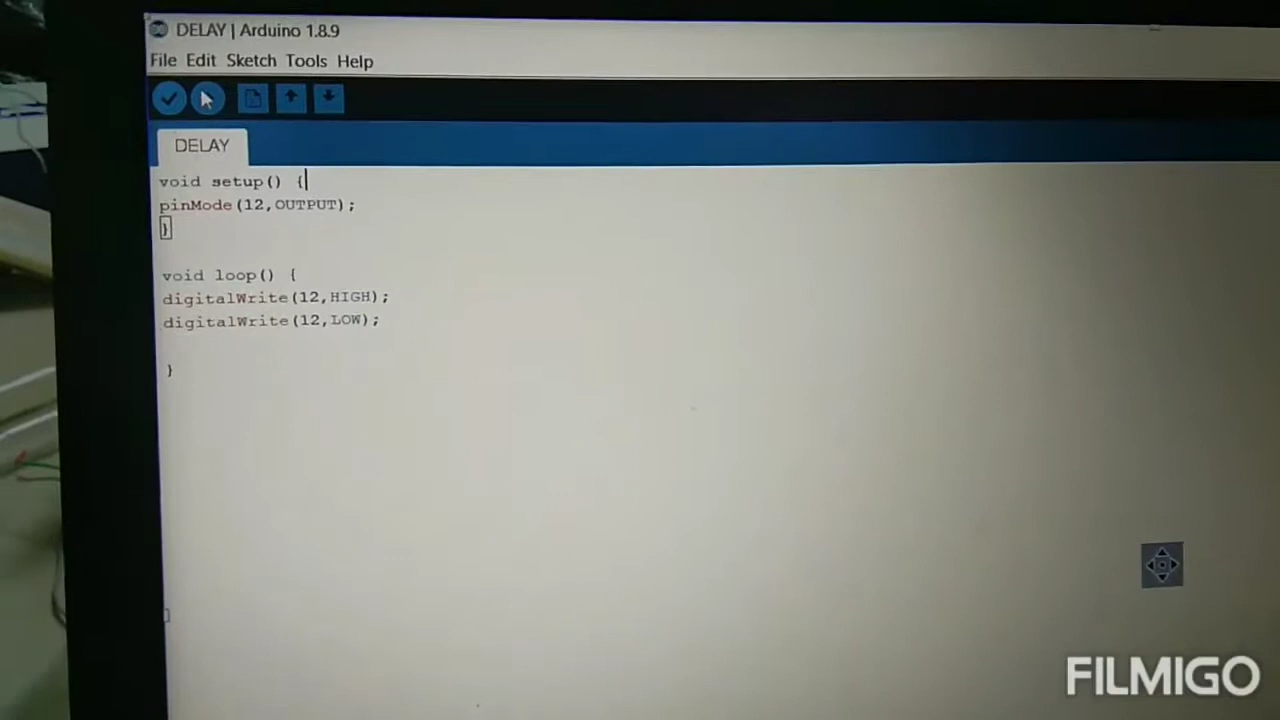 DELAY | Arduino 1.8.9
File Edit Sketch Tools Help
DELAY
void setup() {
pinMode(12,OUTPUT);
}
void loop() {
digitalWrite(12,HIGH);
digitalWrite(12,LOW);
}
FILMIGO